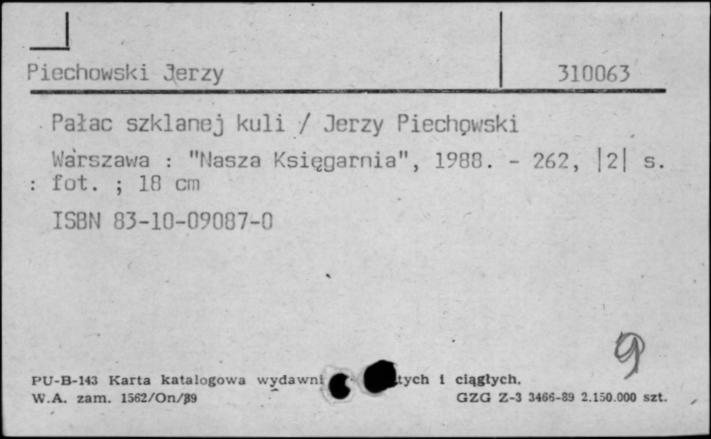 Piechowski Jerzy 310063
Pałac szklanej kuli / Jerzy Piechowski
Warszawa : "Nasza Księgarnia", 1988. - 262, |2| s.
: fot. ; 18 cm
ISBN 83-10-09087-0
9
PU-B-143 Karta katalogowa wydawni tych i ciągłych.
W.A. zam. 1562/On/89 GZG Z-3 3466-89 2.150.000 szt.